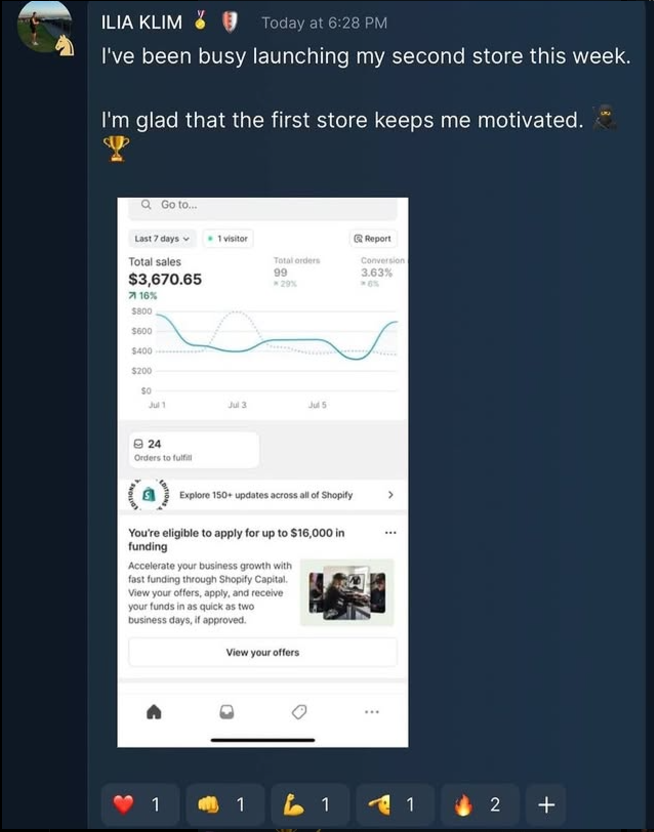 ILIA KLIM Today at 6:28 PM
I've been busy launching my second store this week.
I'm glad that the first store keeps me motivated.
Go to...
Last 7 days 1 visitor Report
Total sales Total orders Conversion
$3,670.65 99 3.63%
16% 29% 6%
$800
$600
$400
$200
$0
Jul 1 Jul 3 Jul 5
24
Orders to fulfill
EDITIONS EDITIONS
Explore 150+ updates across all of Shopify
You're eligible to apply for up to $16,000 in
funding
Accelerate your business growth with
fast funding through Shopify Capital.
View your offers, apply, and receive
your funds in as quick as two
business days, if approved.
View your offers
1 1 1 1 2